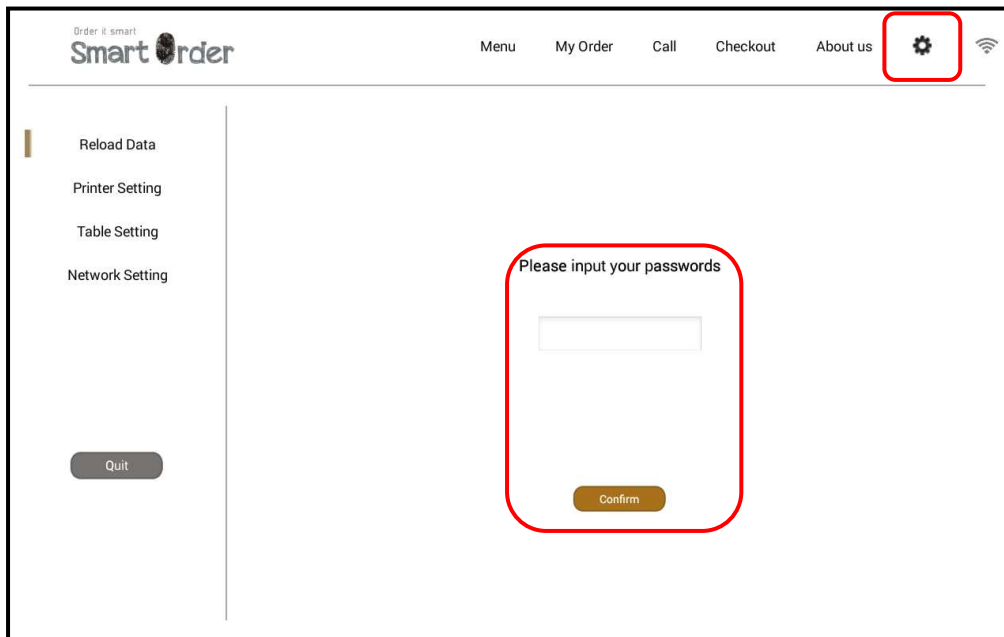 Order it smart
Smart Order
Menu My Order Call Checkout About us
Reload Data
Printer Setting
Table Setting
Network Setting
Quit
Please input your passwords
Confirm